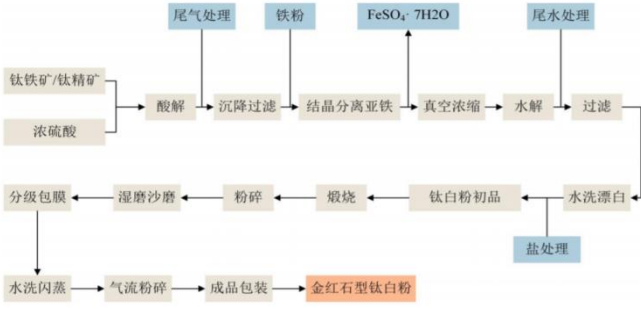 尾气处理
铁粉
FeSO₄· 7H2O
尾水处理
钛铁矿/钛精矿
浓硫酸
酸解
沉降过滤
结晶分离亚铁
真空浓缩
水解
过滤
分级包膜
湿磨沙磨
粉碎
煅烧
钛白粉初品
水洗漂白
盐处理
水洗闪蒸
气流粉碎
成品包装
金红石型钛白粉